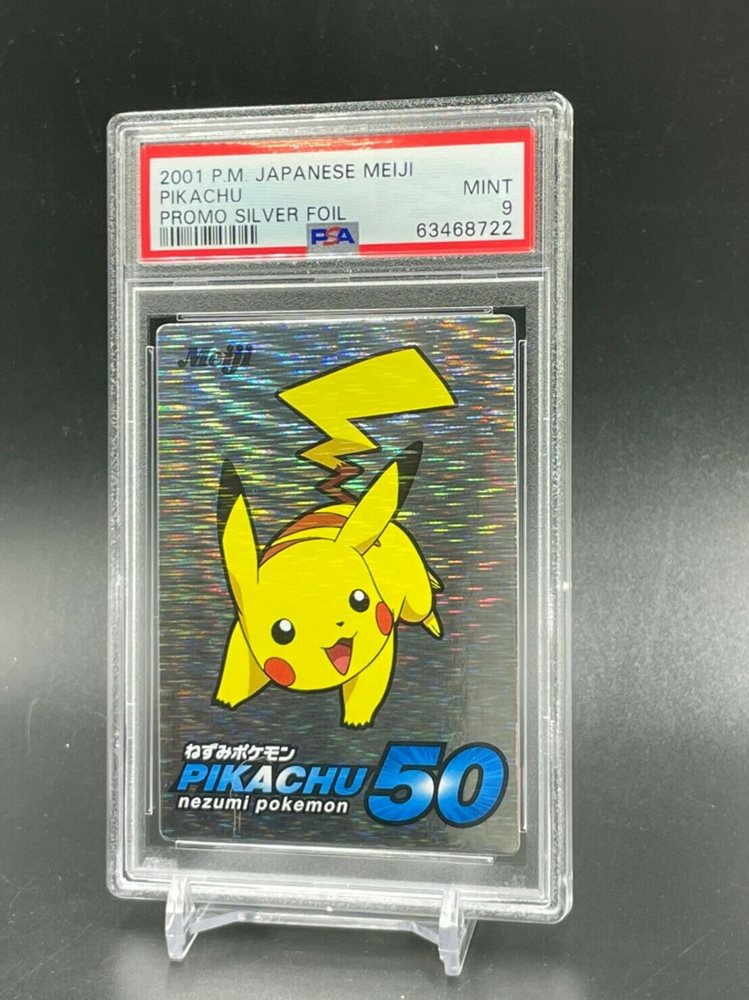 2001 P.M. JAPANESE MEIJI
PIKACHU
MINT
PROMO SILVER FOIL
9
PSA
63468722
Meiji
ねずみポケモン
PIKACHU 50
nezumi pokemon